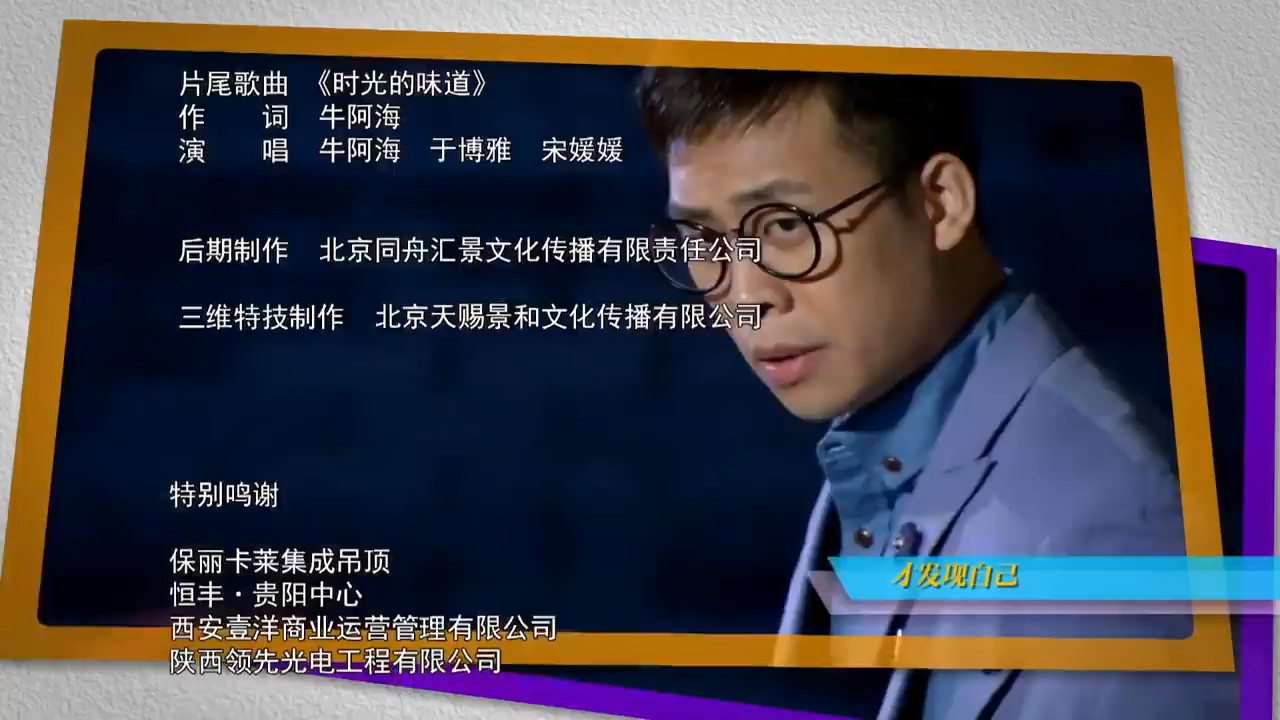 片尾歌曲 《时光的味道》
作 词 牛阿海
演 唱 牛阿海 于博雅 宋媛媛
后期制作 北京同舟汇景文化传播有限责任公司
三维特技制作 北京天赐景和文化传播有限公司
特别鸣谢
保丽卡莱集成吊顶
恒丰·贵阳中心
西安壹洋商业运营管理有限公司
陕西领先光电工程有限公司
才发现自己